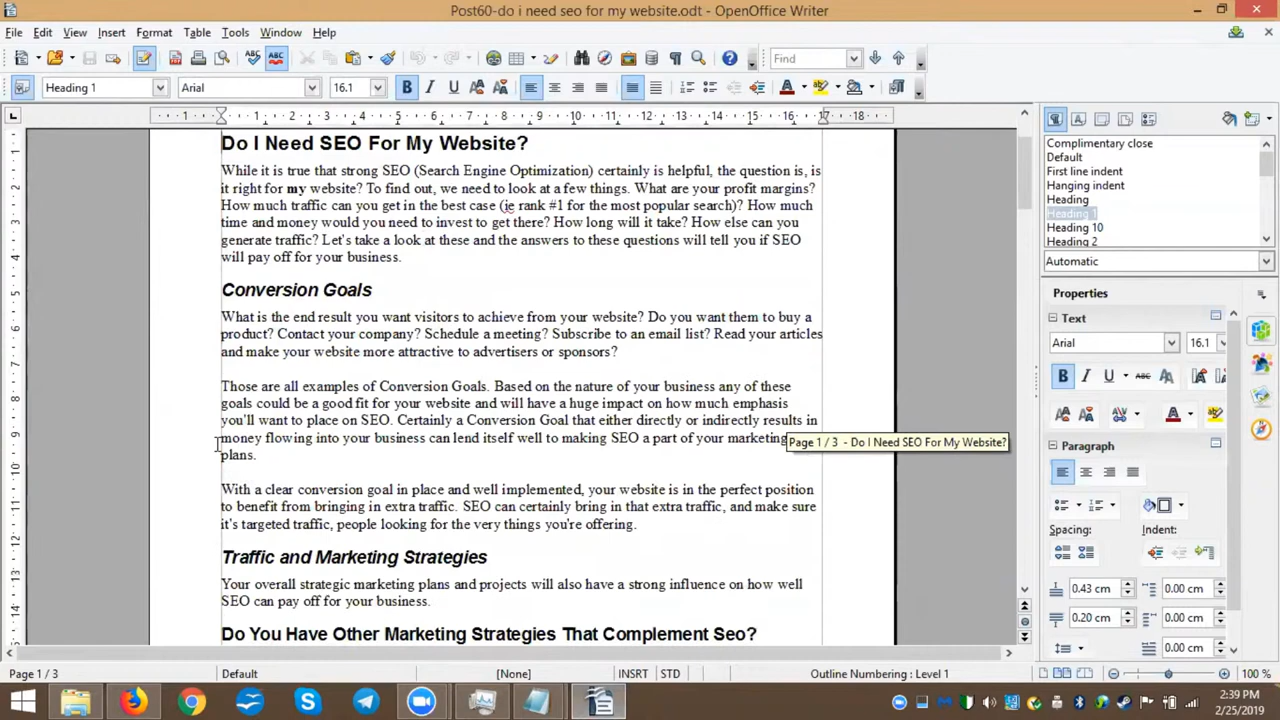 Post60-do i need seo for my website.odt - OpenOffice Writer
File Edit View Insert Format Table Tools Window Help
Find
Heading 1 Arial 16.1
1 1 2 3 4 5 6 7 8 9 10 11 12 13 14 15 16 17 18
Do I Need SEO For My Website?
While it is true that strong SEO (Search Engine Optimization) certainly is helpful, the question is, is
it right for my website? To find out, we need to look at a few things. What are your profit margins?
How much traffic can you get in the best case (ie rank #1 for the most popular search)? How much
time and money would you need to invest to get there? How long will it take? How else can you
generate traffic? Let's take a look at these and the answers to these questions will tell you if SEO
will pay off for your business.
Conversion Goals
What is the end result you want visitors to achieve from your website? Do you want them to buy a
product? Contact your company? Schedule a meeting? Subscribe to an email list? Read your articles
and make your website more attractive to advertisers or sponsors?
Those are all examples of Conversion Goals. Based on the nature of your business any of these
goals could be a good fit for your website and will have a huge impact on how much emphasis
you'll want to place on SEO. Certainly a Conversion Goal that either directly or indirectly results in
money flowing into your business can lend itself well to making SEO a part of your marketing
plans.
Page 1 / 3 - Do I Need SEO For My Website?
With a clear conversion goal in place and well implemented, your website is in the perfect position
to benefit from bringing in extra traffic. SEO can certainly bring in that extra traffic, and make sure
it's targeted traffic, people looking for the very things you're offering.
Traffic and Marketing Strategies
Your overall strategic marketing plans and projects will also have a strong influence on how well
SEO can pay off for your business.
Do You Have Other Marketing Strategies That Complement Seo?
Complimentary close
Default
First line indent
Hanging indent
Heading
Heading 1
Heading 10
Heading 2
Automatic
Properties
Text
Arial 16.1
Paragraph
Spacing: Indent:
0.43 cm 0.00 cm
0.20 cm 0.00 cm
0.00 cm
Page 1 / 3 Default [None] INSRT STD Outline Numbering : Level 1 100 %
2:39 PM
2/25/2019